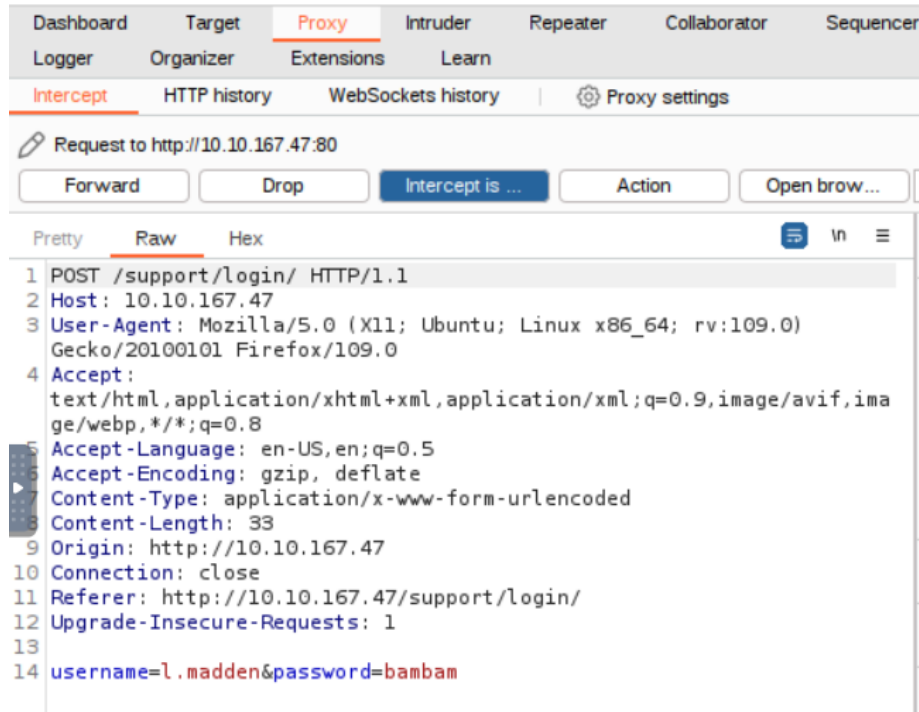 Dashboard Target Proxy Intruder Repeater Collaborator Sequencer
Logger Organizer Extensions Learn
Intercept HTTP history WebSockets history Proxy settings
Request to http://10.10.167.47:80
Forward Drop Intercept is ... Action Open brow...
Pretty Raw Hex \n
1 POST /support/login/ HTTP/1.1
2 Host: 10.10.167.47
3 User-Agent: Mozilla/5.0 (X11; Ubuntu; Linux x86_64; rv:109.0)
Gecko/20100101 Firefox/109.0
4 Accept:
text/html,application/xhtml+xml,application/xml;q=0.9,image/avif,ima
ge/webp,*/*;q=0.8
5 Accept-Language: en-US,en;q=0.5
6 Accept-Encoding: gzip, deflate
7 Content-Type: application/x-www-form-urlencoded
8 Content-Length: 33
9 Origin: http://10.10.167.47
10 Connection: close
11 Referer: http://10.10.167.47/support/login/
12 Upgrade-Insecure-Requests: 1
13
14 username=l.madden&password=bambam